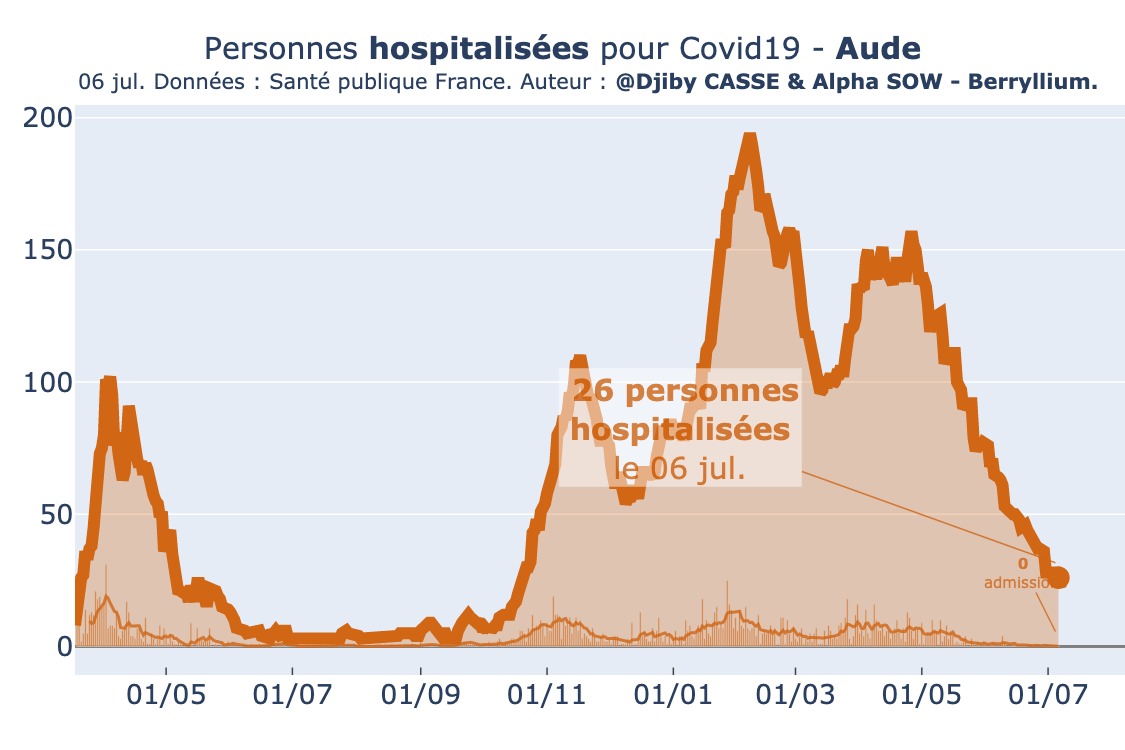 Personnes hospitalisées pour Covid19 - Aude
06 jul. Données : Santé publique France. Auteur : @Djiby CASSE & Alpha SOW - Berryllium.
200
150
100
50
0
26 personnes
hospitalisées
le 06 jul.
0
admission
01/05
01/07
01/09
01/11
01/01
01/03
01/05
01/07